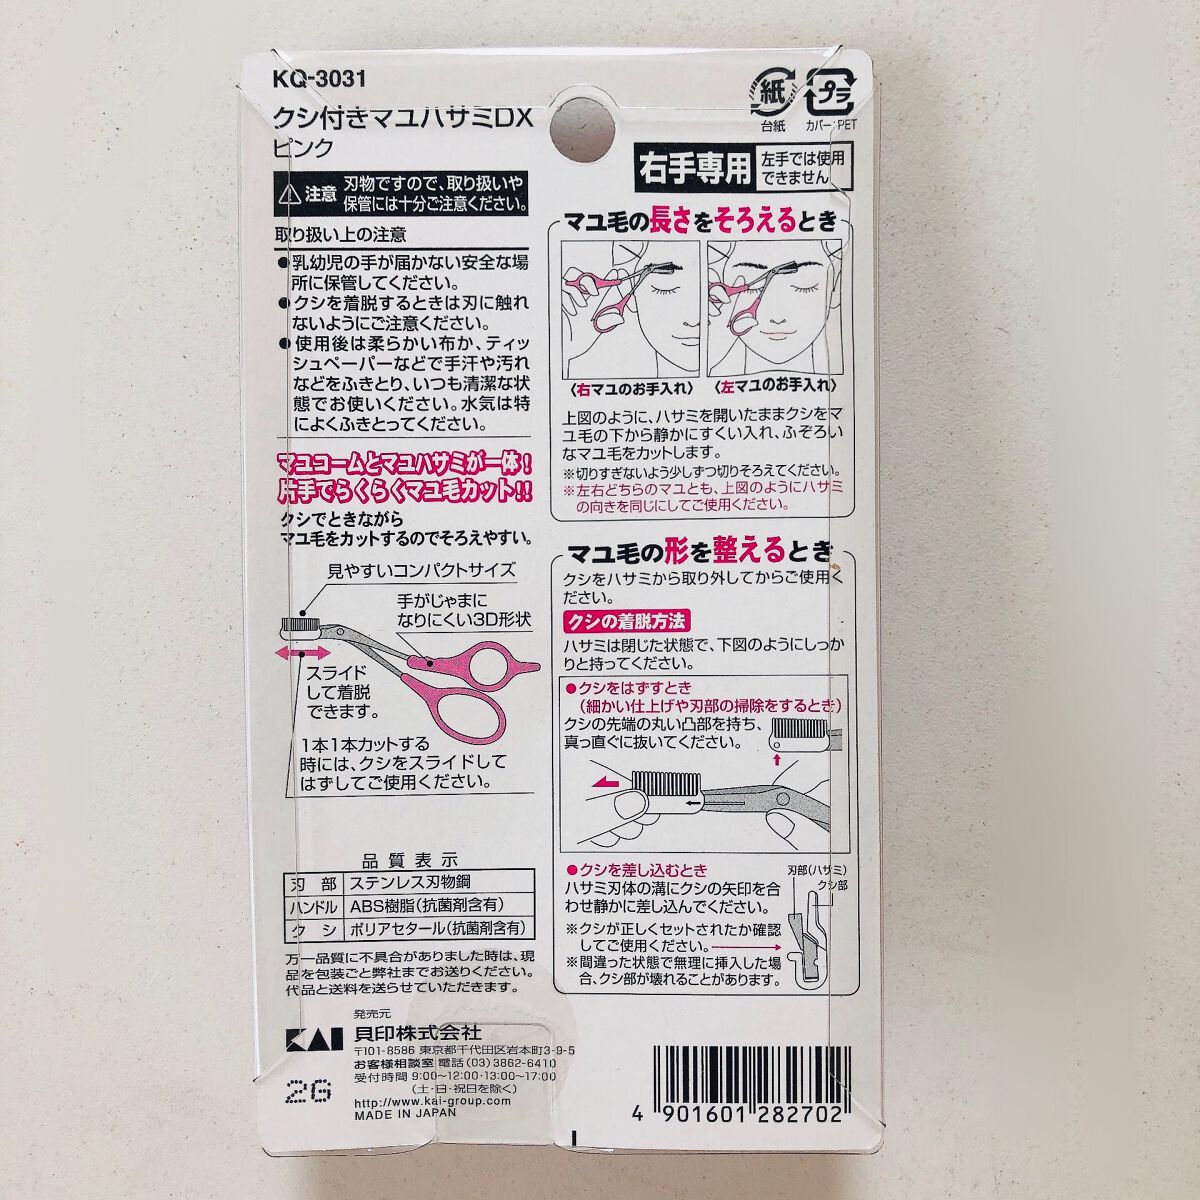 KQ-3031
クシ付きマユハサミDX
ピンク
注意
刃物ですので、取り扱いや
保管には十分ご注意ください。
取り扱い上の注意
●乳幼児の手が届かない安全な場
所に保管してください。
●クシを着脱するときは刃に触れ
ないようにご注意ください。
●使用後は柔らかい布か、ティッ
シュペーパーなどで手汗や汚れ
などをふきとり、いつも清潔な状
態でお使いください。水気は特
によくふきとってください。
マユコームとマユハサミが一体!
片手でらくらくマユ毛カット!!
クシでときながら
マユ毛をカットするのでそろえやすい。
見やすいコンパクトサイズ
手がじゃまに
なりにくい3D形状
スライド
して着脱
できます。
1本1本カットする
時には、クシをスライドして
はずしてご使用ください。
品質表示
刃部 ステンレス刃物鋼
ハンドル ABS樹脂(抗菌剤含有)
クシ ポリアセタール(抗菌剤含有)
万一品質に不具合がありました時は、現
品を包装ごと弊社までお送りください。
代品と送料を送らせていただきます。
発売元
KAI 貝印株式会社
〒101-8586 東京都千代田区岩本町3-9-5
お客様相談室 電話(03)3862-6410
受付時間 9:00~12:00・13:00~17:00
(土・日・祝日を除く)
http://www.kai-group.com
MADE IN JAPAN
2G
紙
台紙
プラ
カバー:PET
右手専用
左手では使用
できません
マユ毛の長さをそろえるとき
〈右マユのお手入れ〉
〈左マユのお手入れ〉
上図のように、ハサミを開いたままクシをマ
ユ毛の下から静かにすくい入れ、ふぞろい
なマユ毛をカットします。
※切りすぎないよう少しずつ切りそろえてください。
※左右どちらのマユとも、上図のようにハサミ
の向きを同じにしてご使用ください。
マユ毛の形を整えるとき
クシをハサミから取り外してからご使用く
ださい。
クシの着脱方法
ハサミは閉じた状態で、下図のようにしっか
りと持ってください。
●クシをはずすとき
(細かい仕上げや刃部の掃除をするとき)
クシの先端の丸い凸部を持ち、
真っ直ぐに抜いてください。
●クシを差し込むとき
ハサミ刃体の溝にクシの矢印を合
わせ静かに差し込んでください。
※クシが正しくセットされたか確認
してご使用ください。
※間違った状態で無理に挿入した場
合、クシ部が壊れることがあります。
刃部(ハサミ)
クシ部
4 901601 282702